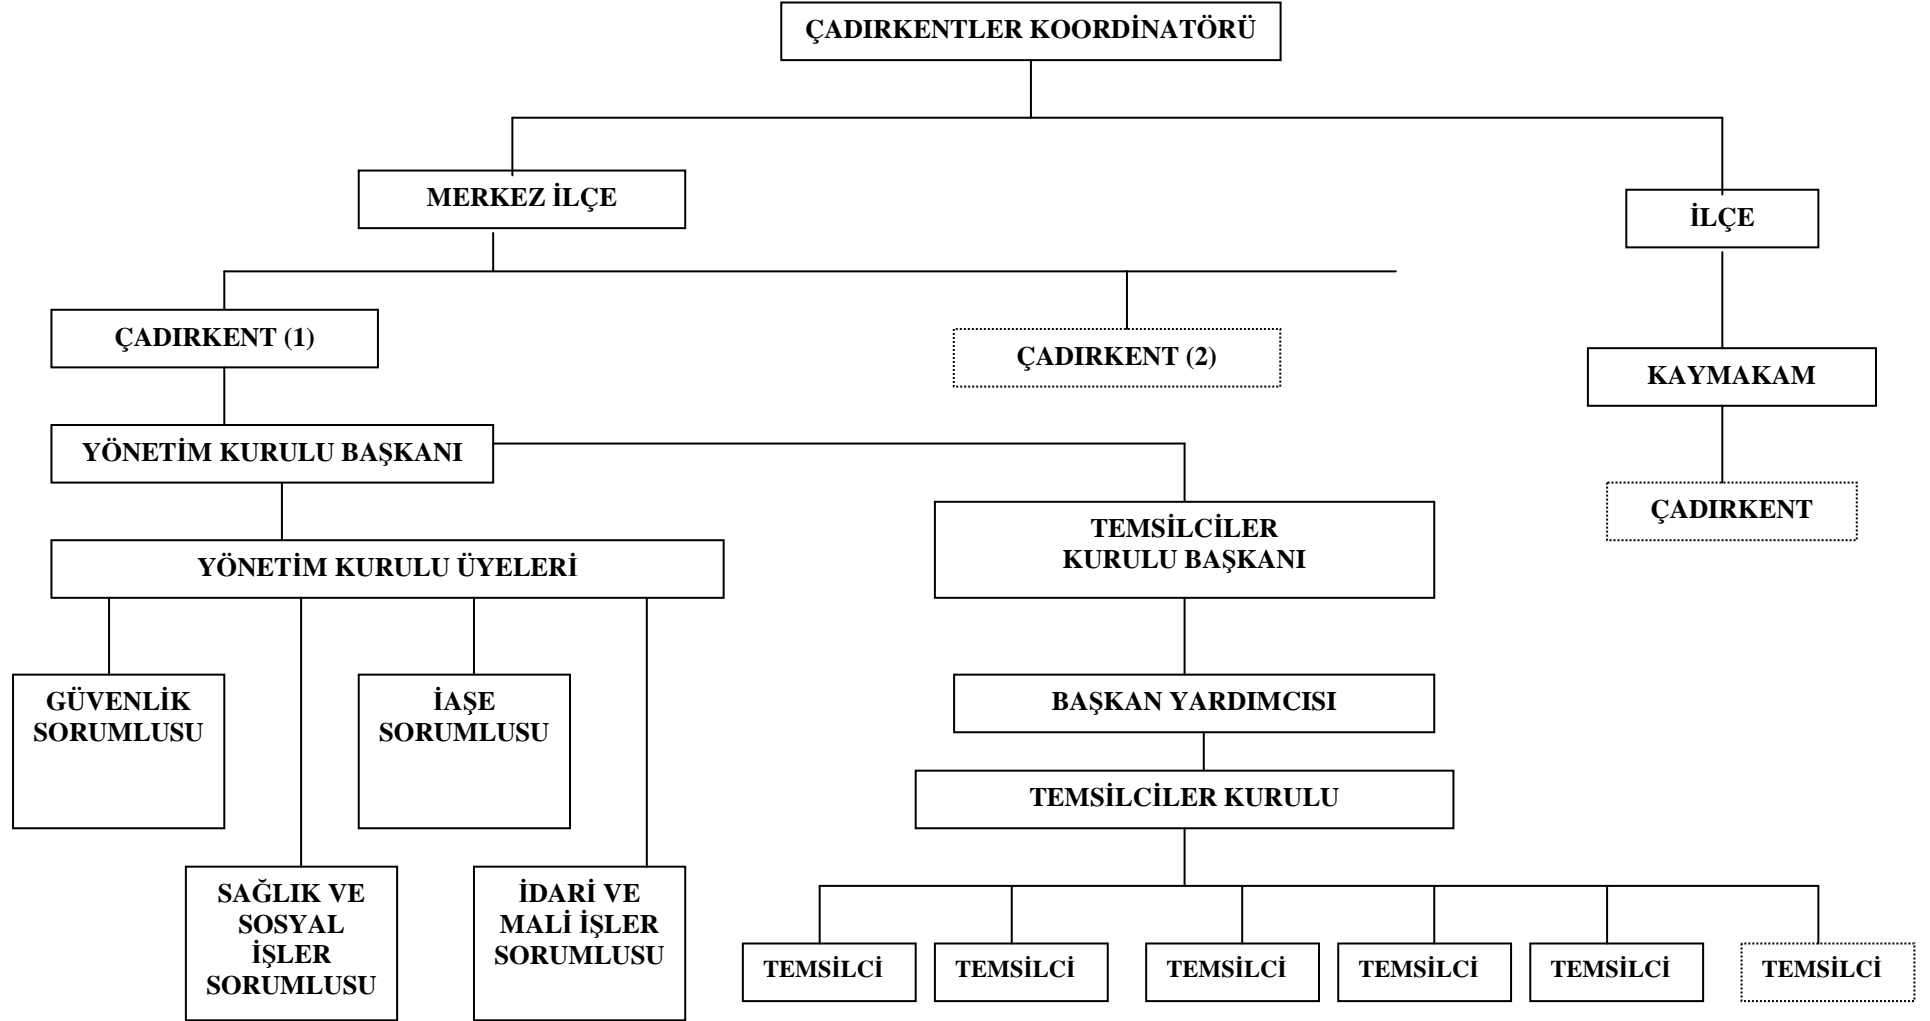 ÇADIRKENTLER KOORDİNATÖRÜ
MERKEZ İLÇE
İLÇE
ÇADIRKENT (1)
ÇADIRKENT (2)
KAYMAKAM
YÖNETİM KURULU BAŞKANI
ÇADIRKENT
TEMSİLCİLER
KURULU BAŞKANI
YÖNETİM KURULU ÜYELERİ
GÜVENLİK
SORUMLUSU
İAŞE
SORUMLUSU
BAŞKAN YARDIMCISI
TEMSİLCİLER KURULU
SAĞLIK VE
SOSYAL
İŞLER
SORUMLUSU
İDARİ VE
MALİ İŞLER
SORUMLUSU
TEMSİLCİ
TEMSİLCİ
TEMSİLCİ
TEMSİLCİ
TEMSİLCİ
TEMSİLCİ